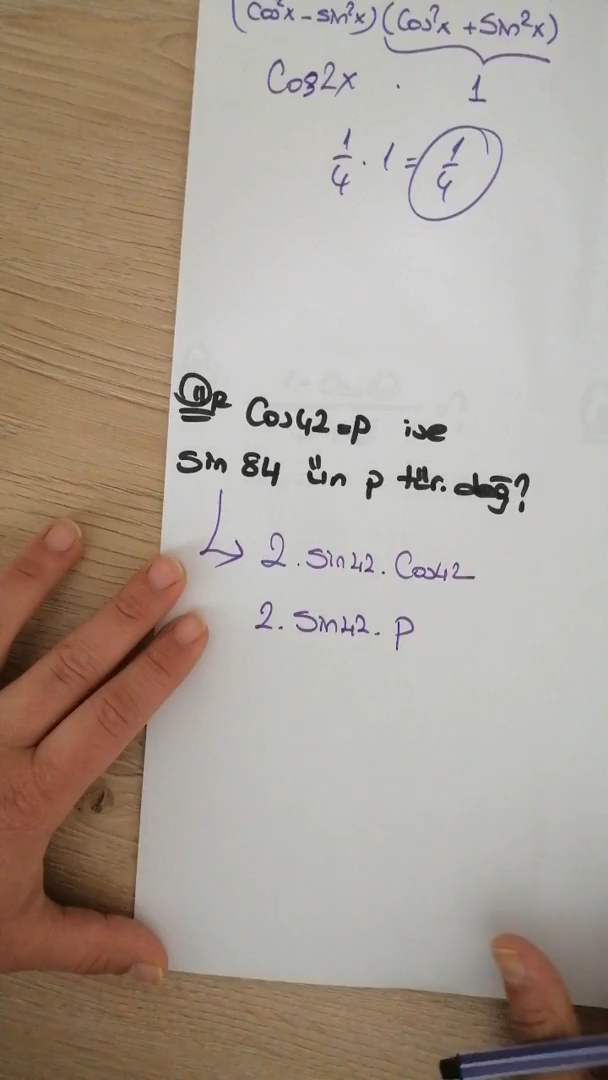 (Cos²x - sin²x)(Cos²x + Sin²x)
Cos2x . 1
1/4 . 1 = 1/4
Cos42 = p ise
sin 84 ün p tür. değ?
2. Sin42. Cos42
2. Sin42. p